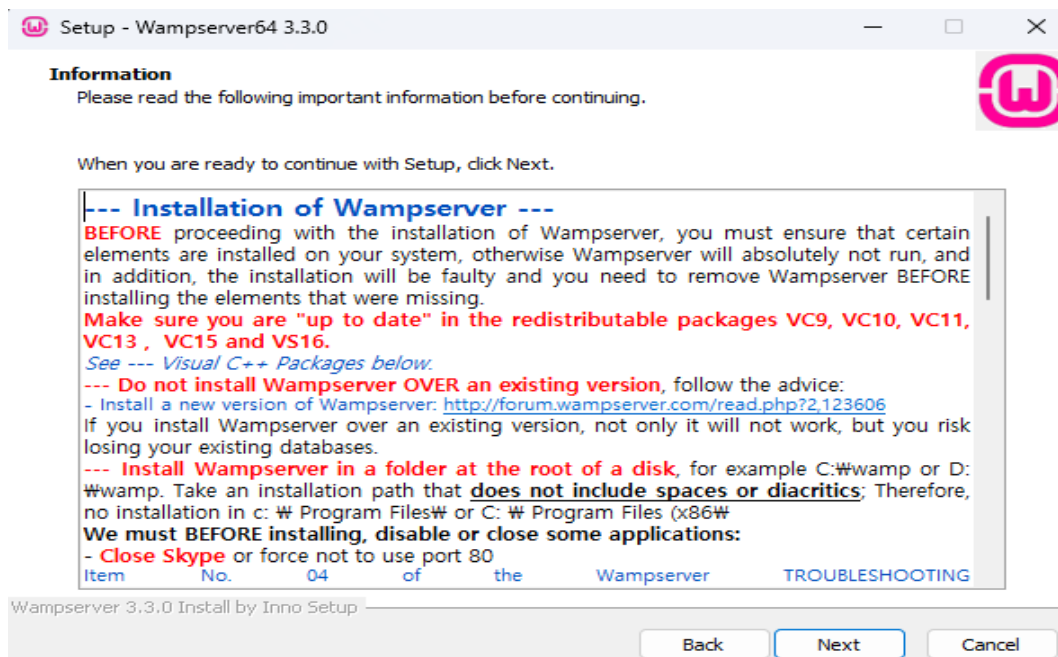 Setup - Wampserver64 3.3.0
Information
Please read the following important information before continuing.
When you are ready to continue with Setup, click Next.
--- Installation of Wampserver ---
BEFORE proceeding with the installation of Wampserver, you must ensure that certain
elements are installed on your system, otherwise Wampserver will absolutely not run, and
in addition, the installation will be faulty and you need to remove Wampserver BEFORE
installing the elements that were missing.
Make sure you are "up to date" in the redistributable packages VC9, VC10, VC11,
VC13 , VC15 and VS16.
See --- Visual C++ Packages below.
--- Do not install Wampserver OVER an existing version, follow the advice:
- Install a new version of Wampserver: http://forum.wampserver.com/read.php?2,123606
If you install Wampserver over an existing version, not only it will not work, but you risk
losing your existing databases.
--- Install Wampserver in a folder at the root of a disk, for example C:₩wamp or D:
₩wamp. Take an installation path that does not include spaces or diacritics; Therefore,
no installation in c: ₩ Program Files₩ or C: ₩ Program Files (x86₩
We must BEFORE installing, disable or close some applications:
- Close Skype or force not to use port 80
Item No. 04 of the Wampserver TROUBLESHOOTING
Wampserver 3.3.0 Install by Inno Setup
Back Next Cancel